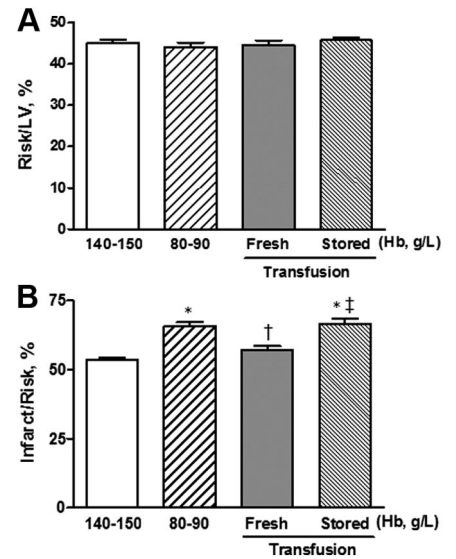 A
Risk/LV, %
50
40
30
20
10
0
140-150 80-90 Fresh Stored (Hb, g/L)
Transfusion
B
Infarct/Risk, %
75
50
25
0
* † *‡
140-150 80-90 Fresh Stored (Hb, g/L)
Transfusion